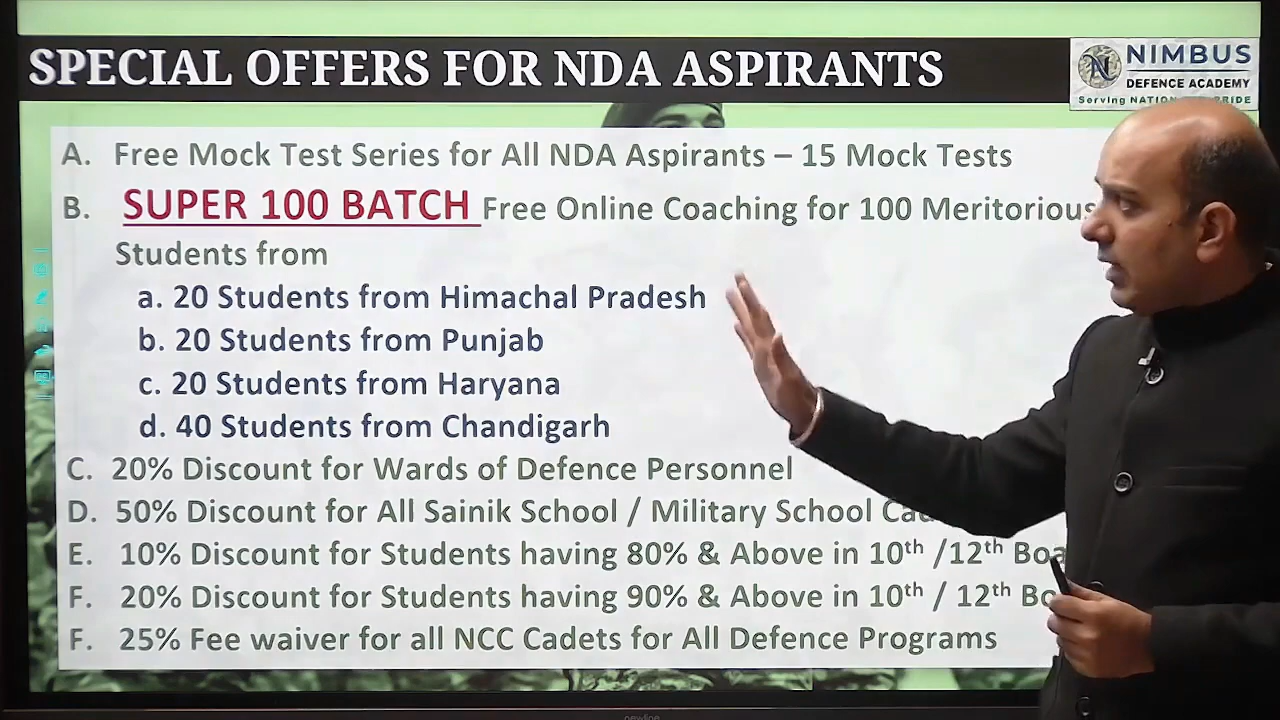 SPECIAL OFFERS FOR NDA ASPIRANTS
NIMBUS
DEFENCE ACADEMY
Serving
A. Free Mock Test Series for All NDA Aspirants – 15 Mock Tests
B. SUPER 100 BATCH Free Online Coaching for 100 Meritorious
Students from
a. 20 Students from Himachal Pradesh
b. 20 Students from Punjab
c. 20 Students from Haryana
d. 40 Students from Chandigarh
C. 20% Discount for Wards of Defence Personnel
D. 50% Discount for All Sainik School / Military School
E. 10% Discount for Students having 80% & Above in 10th /12th
F. 20% Discount for Students having 90% & Above in 10th / 12th
F. 25% Fee waiver for all NCC Cadets for All Defence Programs
newline